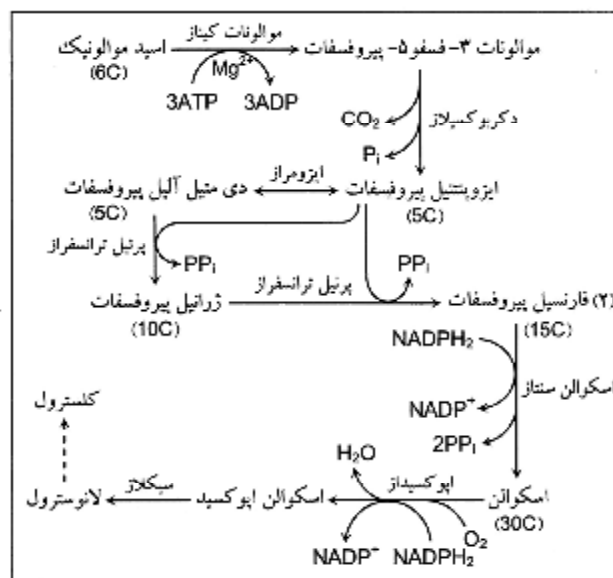 اسید موالونیک
(6C)
موالونات کیناز
Mg²⁺
3ATP
3ADP
موالونات ۳-فسفو۵- پیروفسفات
CO₂
Pᵢ
دکربوکسیلاز
ایزوپنتنیل پیروفسفات
(5C)
ایزومراز
دی متیل آلیل پیروفسفات
(5C)
پرنیل ترانسفراز
PPᵢ
PPᵢ
ژرانیل پیروفسفات
(10C)
پرنیل ترانسفراز
(۲) فارنسیل پیروفسفات
(15C)
NADPH₂
NADP⁺
2PPᵢ
اسکوالن سنتاز
اسکوالن
(30C)
اپوکسیداز
H₂O
O₂
NADPH₂
NADP⁺
اسکوالن اپوکسید
سیکلاز
لانوسترول
کلسترول